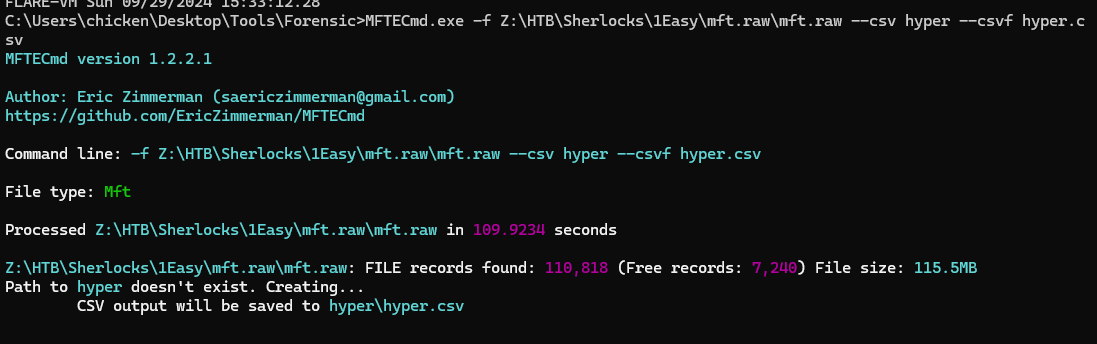 FLARE-VM Sun 09/29/2024 15:33:12.28
C:\Users\chicken\Desktop\Tools\Forensic>MFTECmd.exe -f Z:\HTB\Sherlocks\1Easy\mft.raw\mft.raw --csv hyper --csvf hyper.c
sv
MFTECmd version 1.2.2.1
Author: Eric Zimmerman (saericzimmerman@gmail.com)
https://github.com/EricZimmerman/MFTECmd
Command line: -f Z:\HTB\Sherlocks\1Easy\mft.raw\mft.raw --csv hyper --csvf hyper.csv
File type: Mft
Processed Z:\HTB\Sherlocks\1Easy\mft.raw\mft.raw in 109.9234 seconds
Z:\HTB\Sherlocks\1Easy\mft.raw\mft.raw: FILE records found: 110,818 (Free records: 7,240) File size: 115.5MB
Path to hyper doesn't exist. Creating...
CSV output will be saved to hyper\hyper.csv